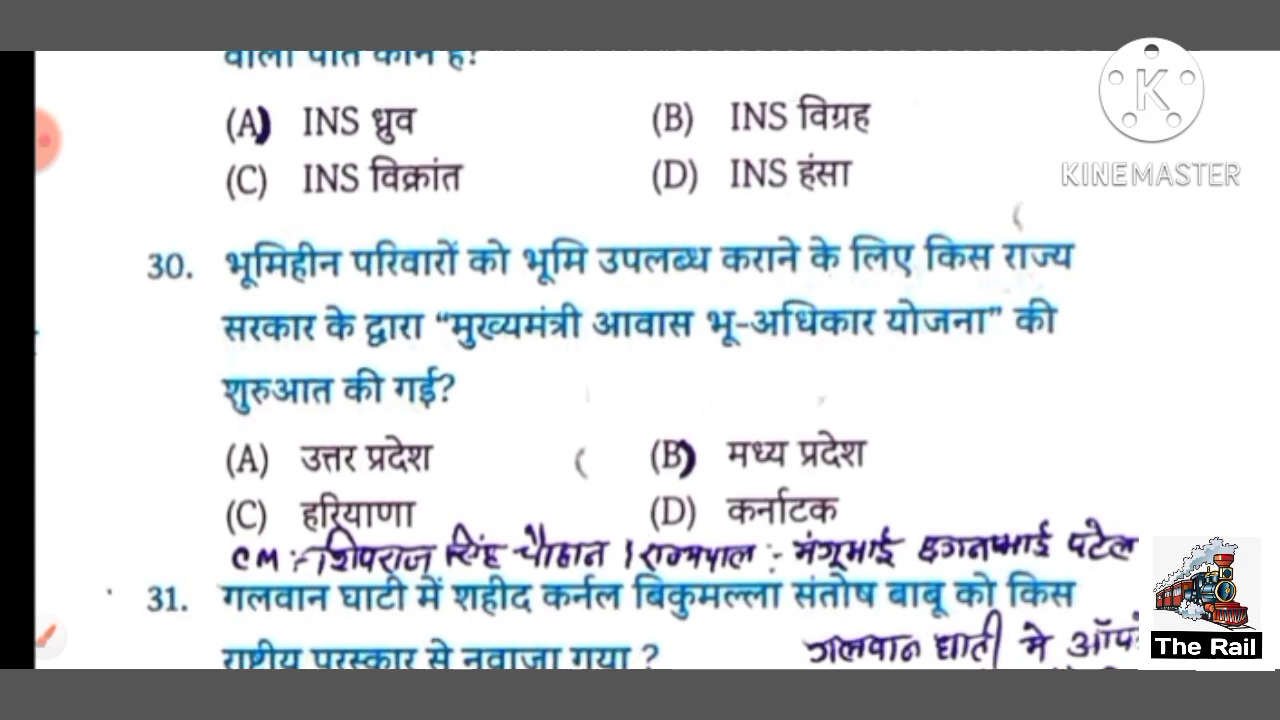 वाला पोत कौन है?
(A) INS ध्रुव
(B) INS विग्रह
(C) INS विक्रांत
(D) INS हंसा
K
KINEMASTER
30. भूमिहीन परिवारों को भूमि उपलब्ध कराने के लिए किस राज्य
सरकार के द्वारा “मुख्यमंत्री आवास भू-अधिकार योजना” की
शुरुआत की गई?
(A) उत्तर प्रदेश
(B) मध्य प्रदेश
(C) हरियाणा
(D) कर्नाटक
CM :- शिवराज सिंह चौहान । राज्यपाल :- मंगूभाई छगनभाई पटेल
31. गलवान घाटी में शहीद कर्नल बिकुमल्ला संतोष बाबू को किस
राष्ट्रीय पुरस्कार से नवाजा गया ?
गलवान घाती मे
The Rail